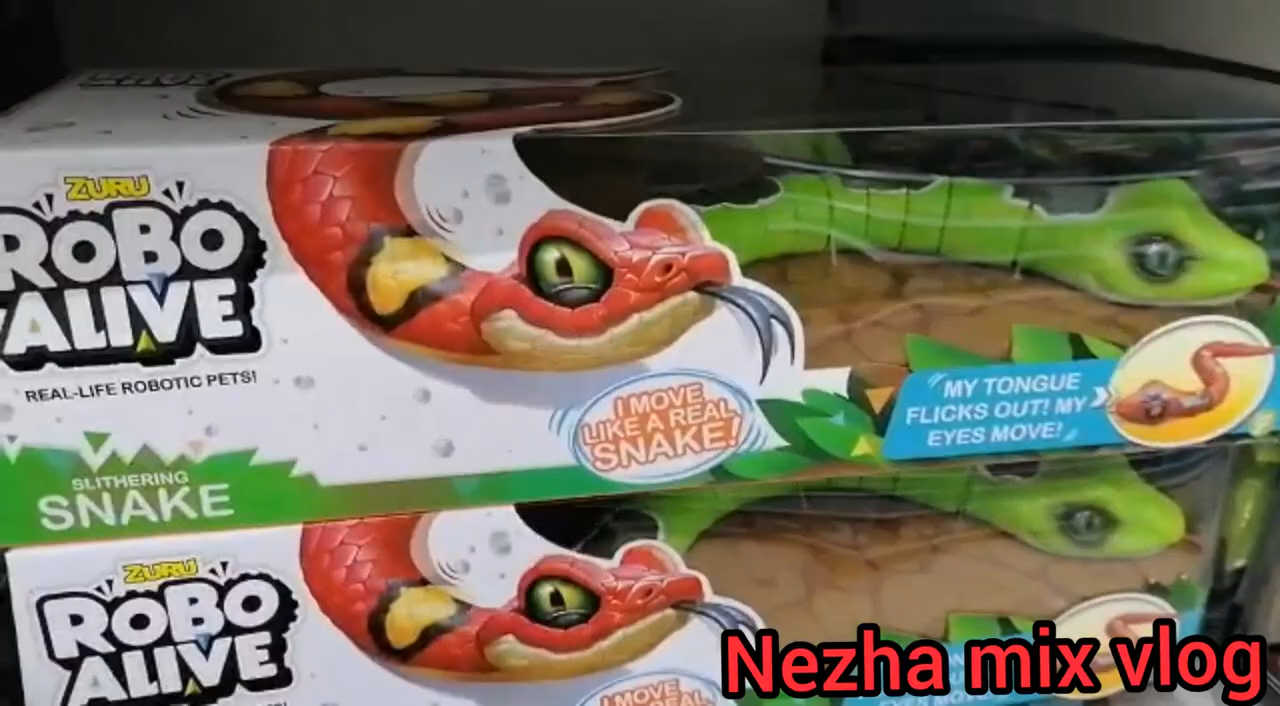 ZURU
ROBO
ALIVE
REAL-LIFE ROBOTIC PETS!
SLITHERING
SNAKE
I MOVE
LIKE A REAL
SNAKE!
MY TONGUE
FLICKS OUT! MY
EYES MOVE!
ZURU
ROBO
ALIVE
I MOVE
Nezha mix vlog